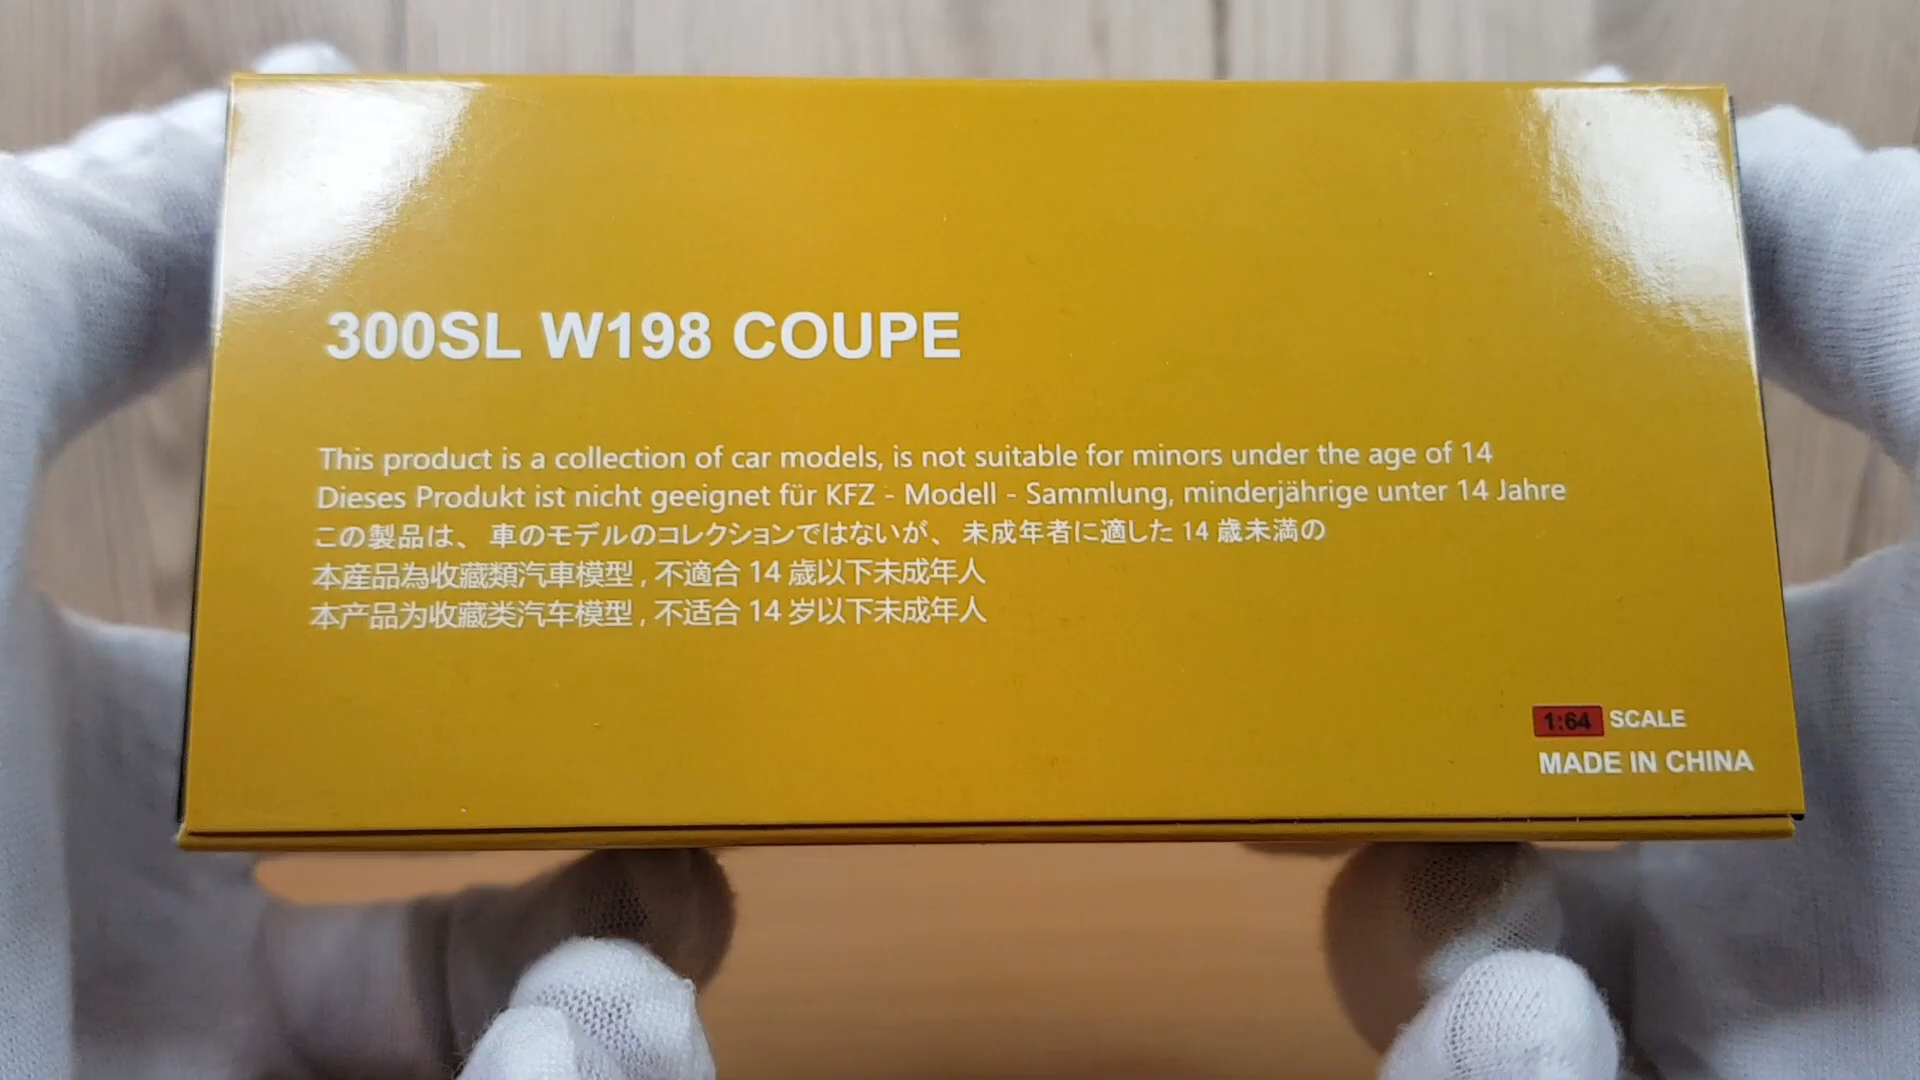 300SL W198 COUPE
This product is a collection of car models, is not suitable for minors under the age of 14
Dieses Produkt ist nicht geeignet für KFZ - Modell - Sammlung, minderjährige unter 14 Jahre
この製品は、車のモデルのコレクションではないが、未成年者に適した 14 歳未満の
本産品為收藏類汽車模型 , 不適合 14 歲以下未成年人
本产品为收藏类汽车模型 , 不适合 14 岁以下未成年人
1:64 SCALE
MADE IN CHINA